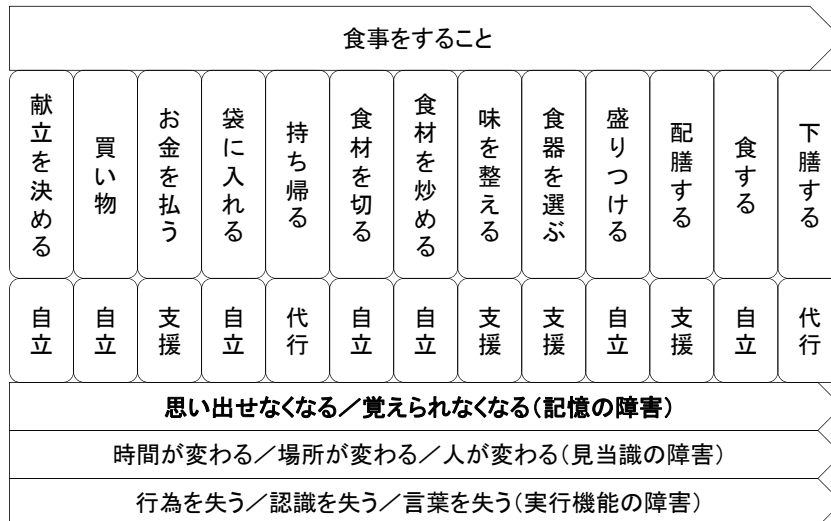 食事をすること
献立を決める
買い物
お金を払う
袋に入れる
持ち帰る
食材を切る
食材を炒める
味を整える
食器を選ぶ
盛りつける
配膳する
食する
下膳する
自立
自立
支援
自立
代行
自立
自立
支援
支援
自立
支援
自立
代行
思い出せなくなる／覚えられなくなる（記憶の障害）
時間が変わる／場所が変わる／人が変わる（見当識の障害）
行為を失う／認識を失う／言葉を失う（実行機能の障害）